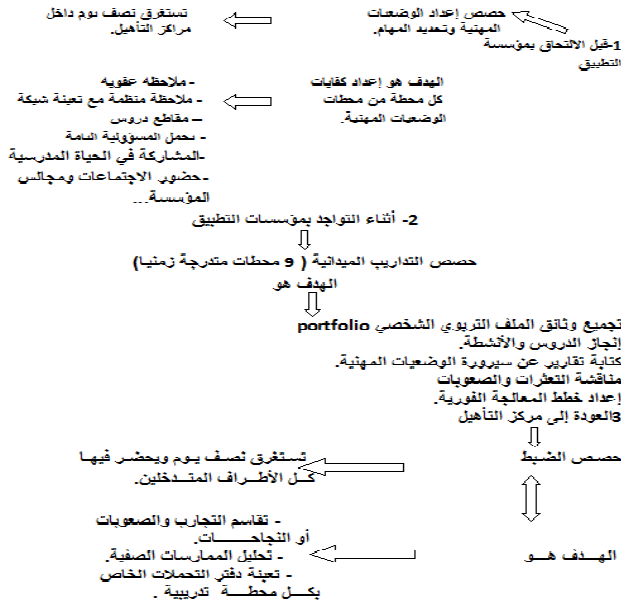 حصص إعداد الوضعيات
المهنية وتحديد المهام.
تستغرق نصف يوم داخل
مراكز التأهيل.
1-قبل الالتحاق بمؤسسة
التطبيق
الهدف هو إعداد كفايات
كل محطة من محطات
الوضعيات المهنية.
- ملاحظة عفوية
- ملاحظة منظمة مع تعبئة شبكة
– مقاطع دروس
- تحمل المسؤولية التامة
-المشاركة في الحياة المدرسية
-حضور الاجتماعات ومجالس
المؤسسة...
2- أثناء التواجد بمؤسسات التطبيق
حصص التداريب الميدانية ( 9 محطات متدرجة زمنيا)
الهدف هو
تجميع وثائق الملف التربوي الشخصي portfolio
إنجاز الدروس والأنشطة.
كتابة تقارير عن سيرورة الوضعيات المهنية.
مناقشة التعثرات والصعوبات
إعداد خطط المعالجة الفورية.
3العودة إلى مركز التأهيل
حصص الضبط
تستغرق نصف يوم ويحضر فيها
كل الأطراف المتدخلين.
الهدف هو
- تقاسم التجارب والصعوبات
أو النجاحات.
- تحليل الممارسات الصفية.
- تعبئة دفتر التحملات الخاص
بكل محطة تدريبية .